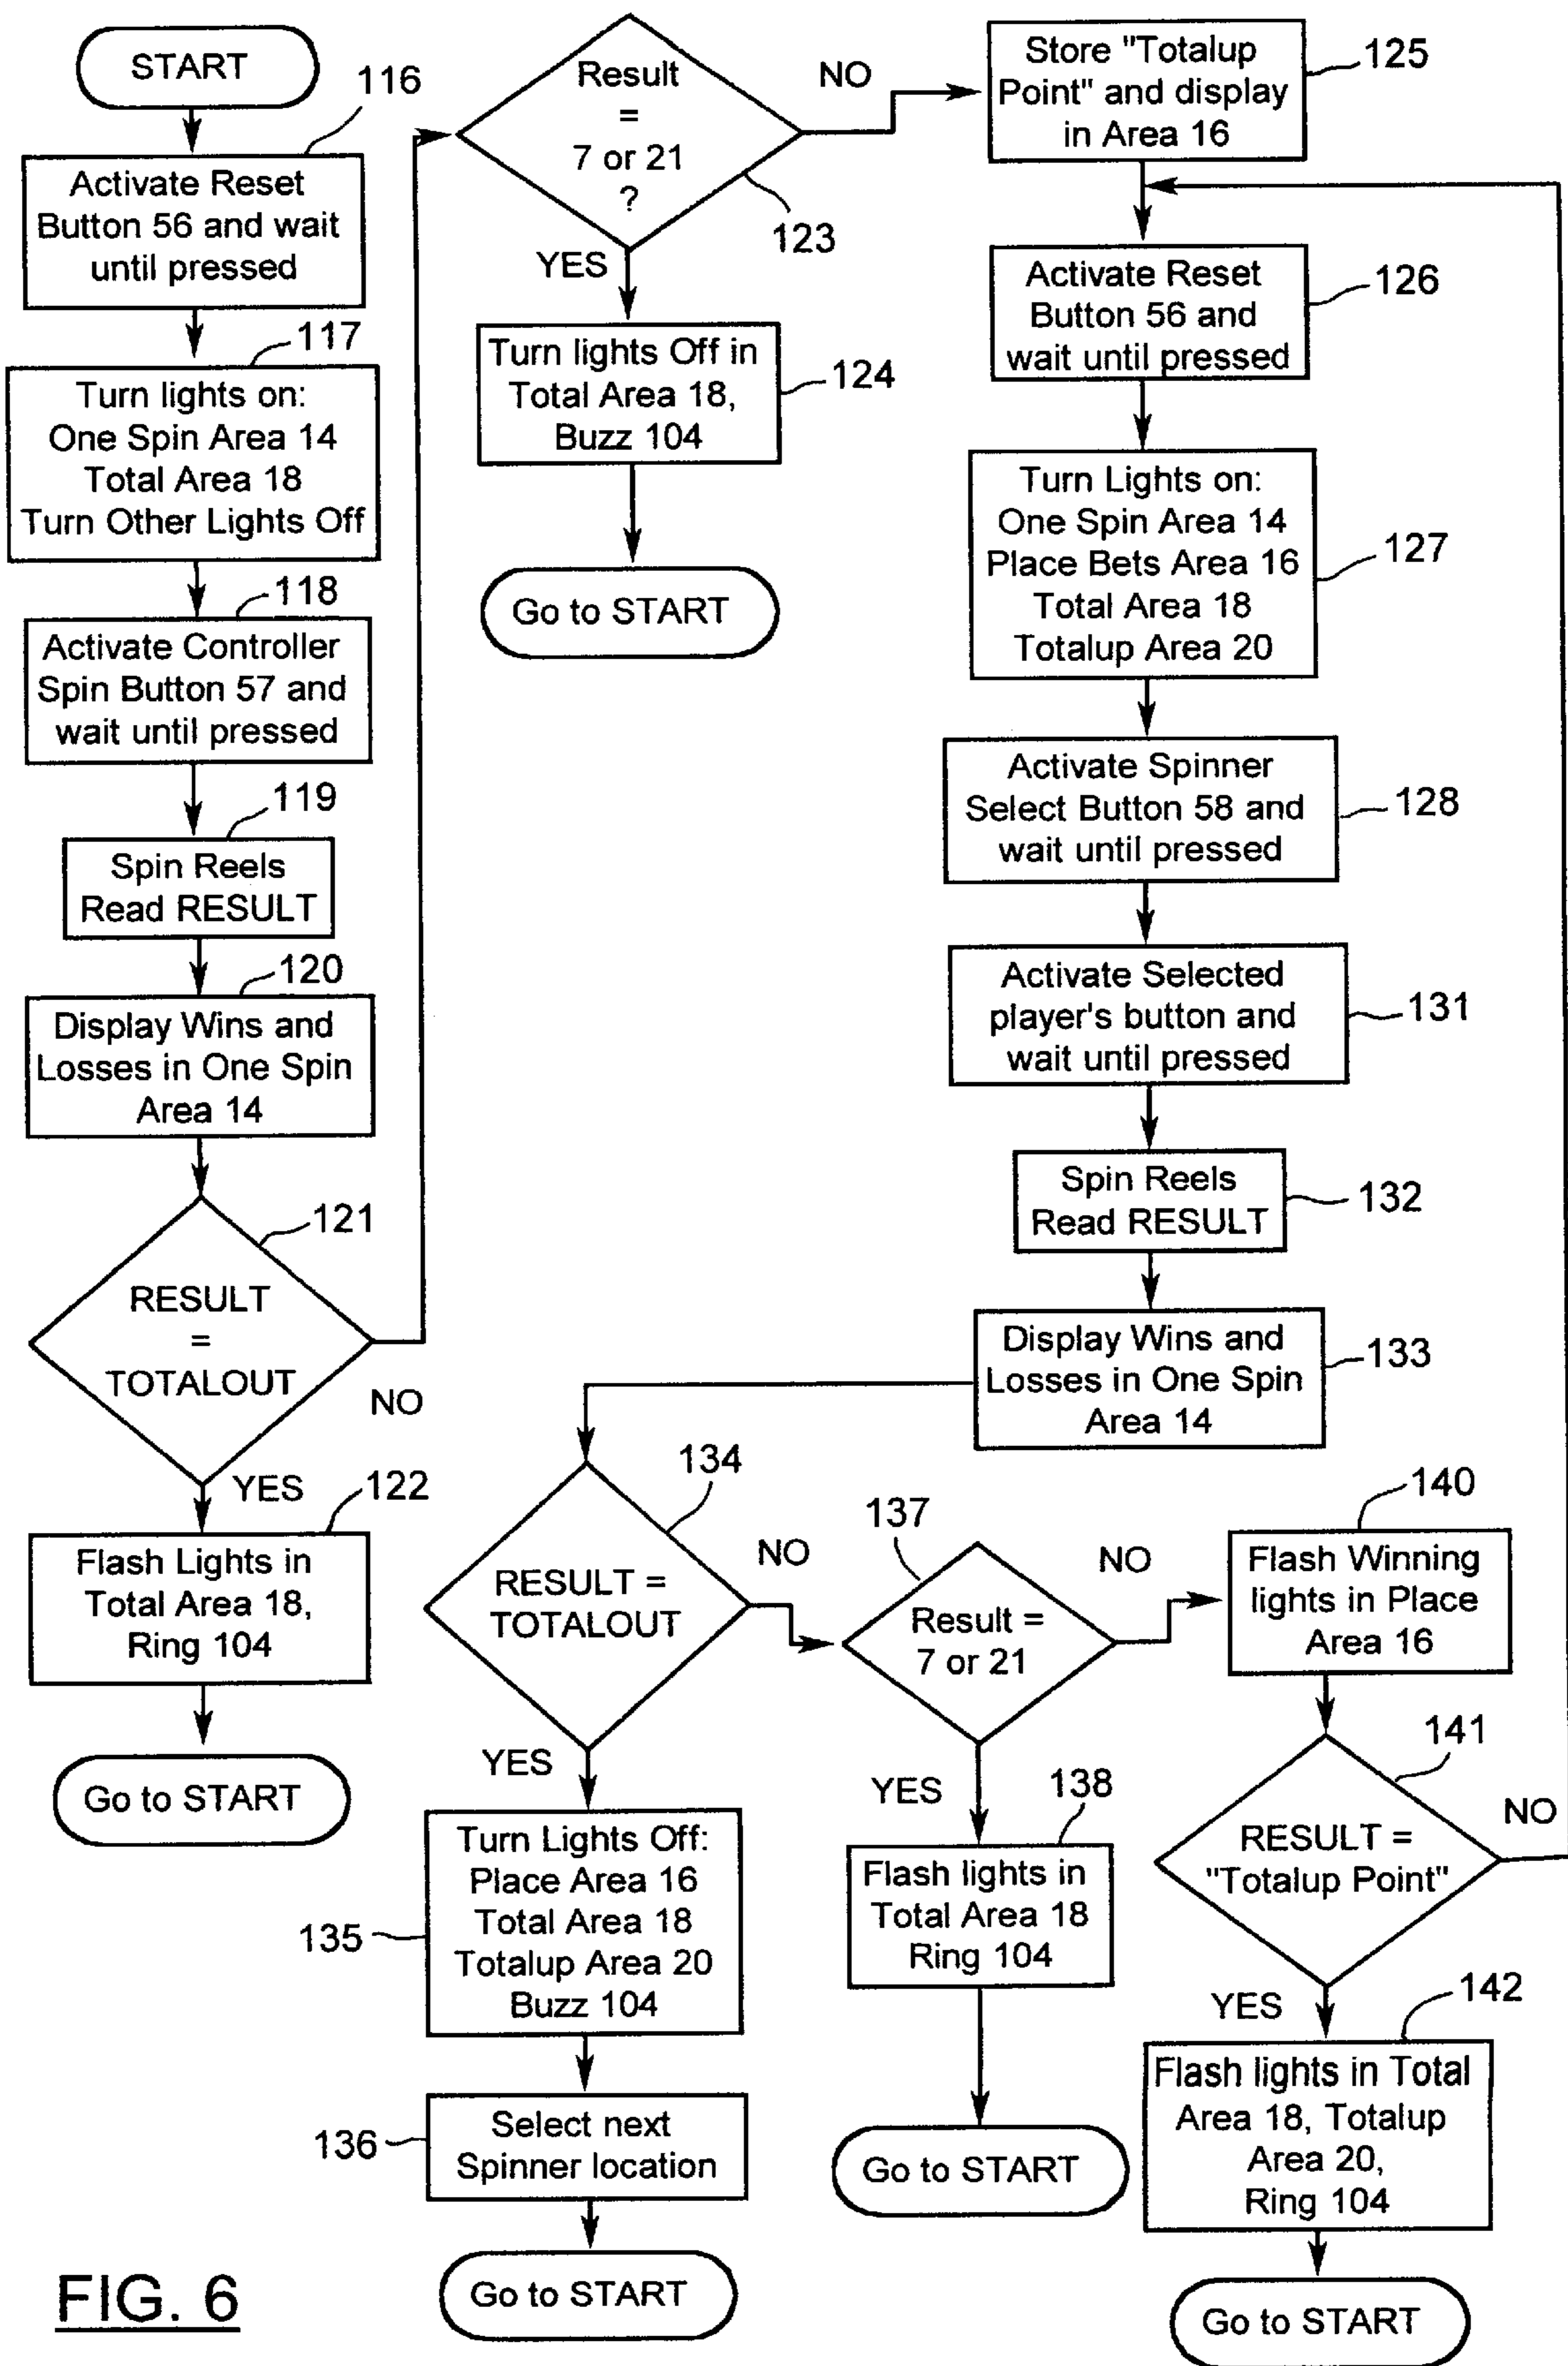 START
116
Activate Reset
Button 56 and wait
until pressed
117
Turn lights on:
One Spin Area 14
Total Area 18
Turn Other Lights Off
118
Activate Controller
Spin Button 57 and
wait until pressed
119
Spin Reels
Read RESULT
120
Display Wins and
Losses in One Spin
Area 14
121
RESULT
=
TOTALOUT
NO
YES
122
Flash Lights in
Total Area 18,
Ring 104
Go to START
Result
=
7 or 21
?
123
NO
YES
Turn lights Off in
Total Area 18,
Buzz 104
124
Go to START
Store "Totalup
Point" and display
in Area 16
125
Activate Reset
Button 56 and
wait until pressed
126
Turn Lights on:
One Spin Area 14
Place Bets Area 16
Total Area 18
Totalup Area 20
127
Activate Spinner
Select Button 58 and
wait until pressed
128
Activate Selected
player's button and
wait until pressed
131
Spin Reels
Read RESULT
132
Display Wins and
Losses in One Spin
Area 14
133
134
RESULT =
TOTALOUT
NO
YES
Turn Lights Off:
Place Area 16
Total Area 18
Totalup Area 20
Buzz 104
135
Select next
Spinner location
136
Go to START
137
Result =
7 or 21
NO
YES
138
Flash lights in
Total Area 18
Ring 104
Go to START
140
Flash Winning
lights in Place
Area 16
141
RESULT =
"Totalup Point"
NO
YES
142
Flash lights in Total
Area 18, Totalup
Area 20,
Ring 104
Go to START
FIG. 6